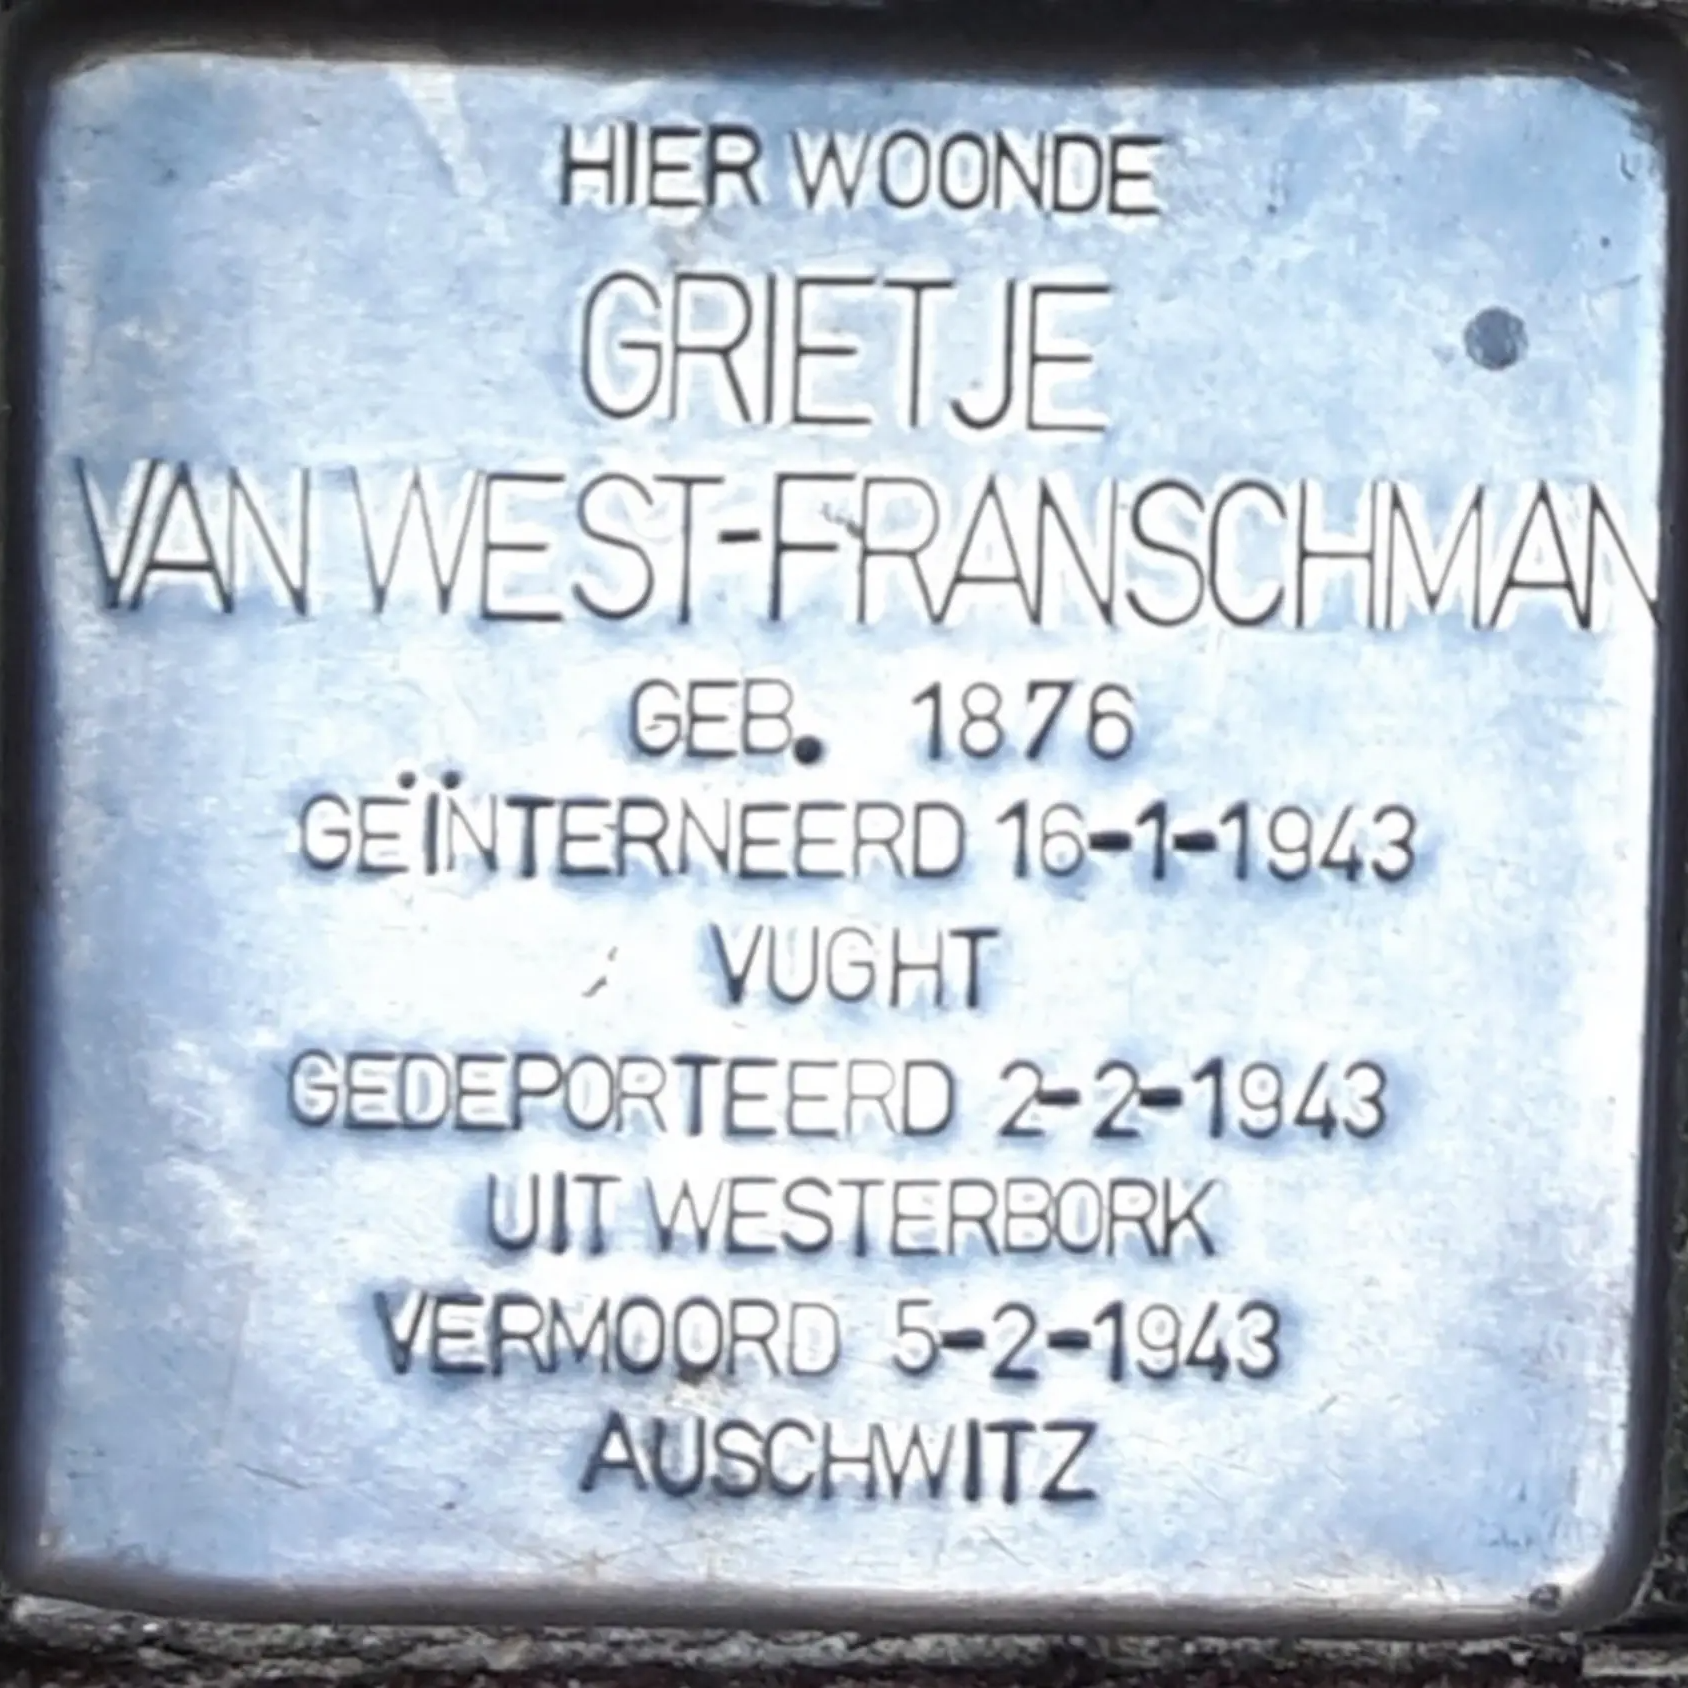 HIER WOONDE
GRIETJE
VAN WEST-FRANSCHMAN
GEB. 1876
GEÏNTERNEERD 16-1-1943
VUGHT
GEDEPORTEERD 2-2-1943
UIT WESTERBORK
VERMOORD 5-2-1943
AUSCHWITZ